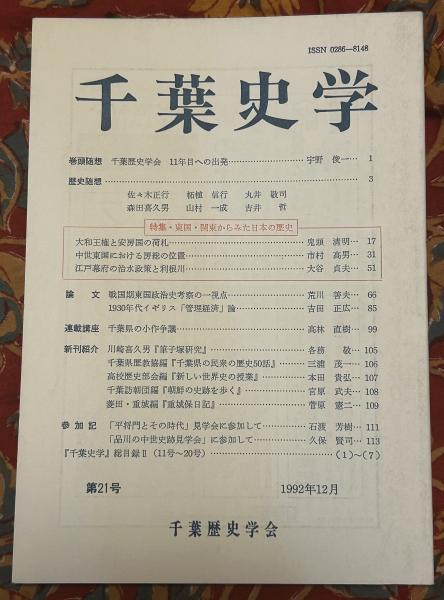 ISSN 0286-8148
千葉史学
巻頭随想 千葉歴史学会 11年目への出発…………………宇野 俊一… 1
歴史随想………………………………………………………… 3
佐々木正行 柘植 信行 丸井 敬司
森田喜久男 山村 一成 吉井 哲
特集・東国・関東からみた日本の歴史
大和王権と安房国の荷札…………………鬼頭 清明… 17
中世東国における房総の位置……………市村 高男… 31
江戸幕府の治水政策と利根川……………大谷 貞夫… 51
論 文 戦国期東国政治史考察の一視点……………荒川 善夫… 66
1930年代イギリス「管理経済」論……………吉田 正広… 85
連載講座 千葉県の小作争議………………………高林 直樹… 99
新刊紹介 川崎喜久男『筆子塚研究』……………各務 敬… 105
千葉県歴教協編『千葉県の民衆の歴史50話』…………三浦 茂一… 106
高校歴史部会編『新しい世界史の授業』……………本田 貴弘… 107
千葉訪朝団編『朝鮮の史跡を歩く』……………宮原 武夫… 108
菱田・重城編『重城保日記』……………菅原 憲二… 109
参加記 「平将門とその時代」見学会に参加して……………石渡 芳樹… 111
「品川の中世史跡見学会」に参加して……………久保 賢司… 113
『千葉史学』総目録Ⅱ(11号〜20号)……………………(1)〜(7)
第21号 1992年12月
千葉歴史学会